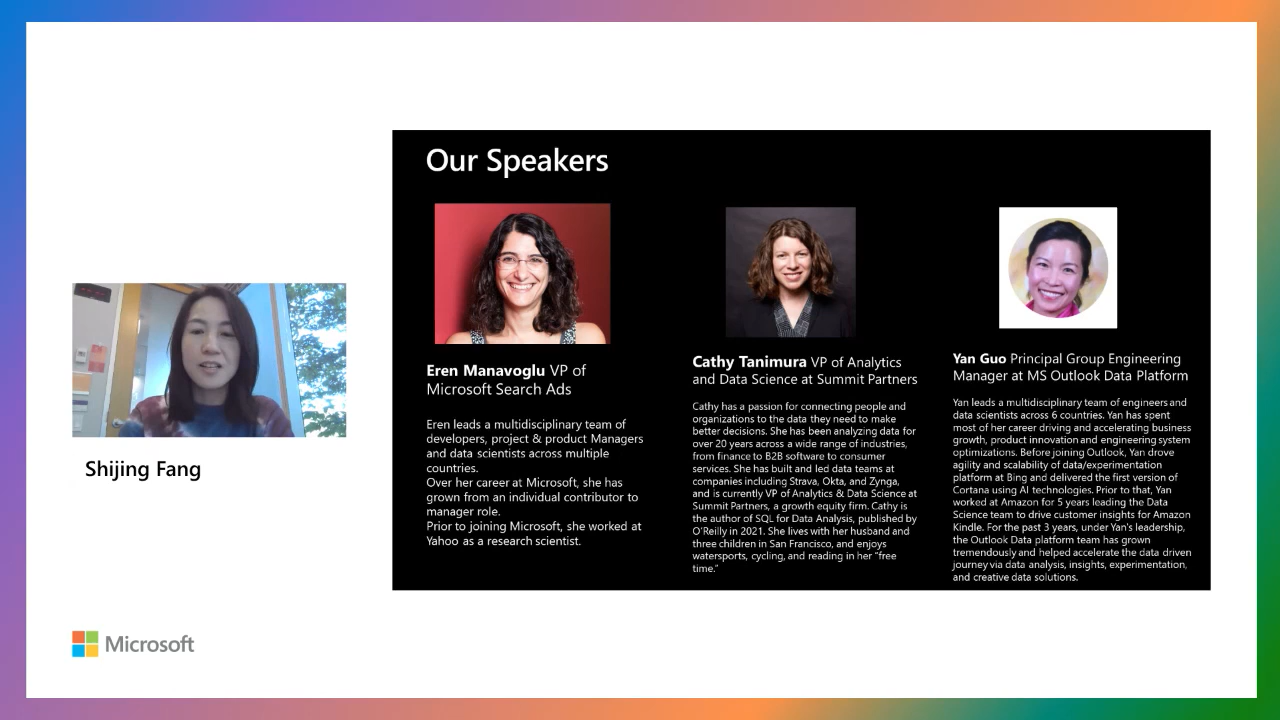 Our Speakers
Eren Manavoglu VP of
Microsoft Search Ads
Eren leads a multidisciplinary team of
developers, project & product Managers
and data scientists across multiple
countries.
Over her career at Microsoft, she has
grown from an individual contributor to
manager role.
Prior to joining Microsoft, she worked at
Yahoo as a research scientist.
Cathy Tanimura VP of Analytics
and Data Science at Summit Partners
Cathy has a passion for connecting people and
organizations to the data they need to make
better decisions. She has been analyzing data for
over 20 years across a wide range of industries,
from finance to B2B software to consumer
services. She has built and led data teams at
companies including Strava, Okta, and Zynga,
and is currently VP of Analytics & Data Science at
Summit Partners, a growth equity firm. Cathy is
the author of SQL for Data Analysis, published by
O'Reilly in 2021. She lives with her husband and
three children in San Francisco, and enjoys
watersports, cycling, and reading in her “free
time.”
Yan Guo Principal Group Engineering
Manager at MS Outlook Data Platform
Yan leads a multidisciplinary team of engineers and
data scientists across 6 countries. Yan has spent
most of her career driving and accelerating business
growth, product innovation and engineering system
optimizations. Before joining Outlook, Yan drove
agility and scalability of data/experimentation
platform at Bing and delivered the first version of
Cortana using AI technologies. Prior to that, Yan
worked at Amazon for 5 years leading the Data
Science team to drive customer insights for Amazon
Kindle. For the past 3 years, under Yan's leadership,
the Outlook Data platform team has grown
tremendously and helped accelerate the data driven
journey via data analysis, insights, experimentation,
and creative data solutions.
Shijing Fang
Microsoft